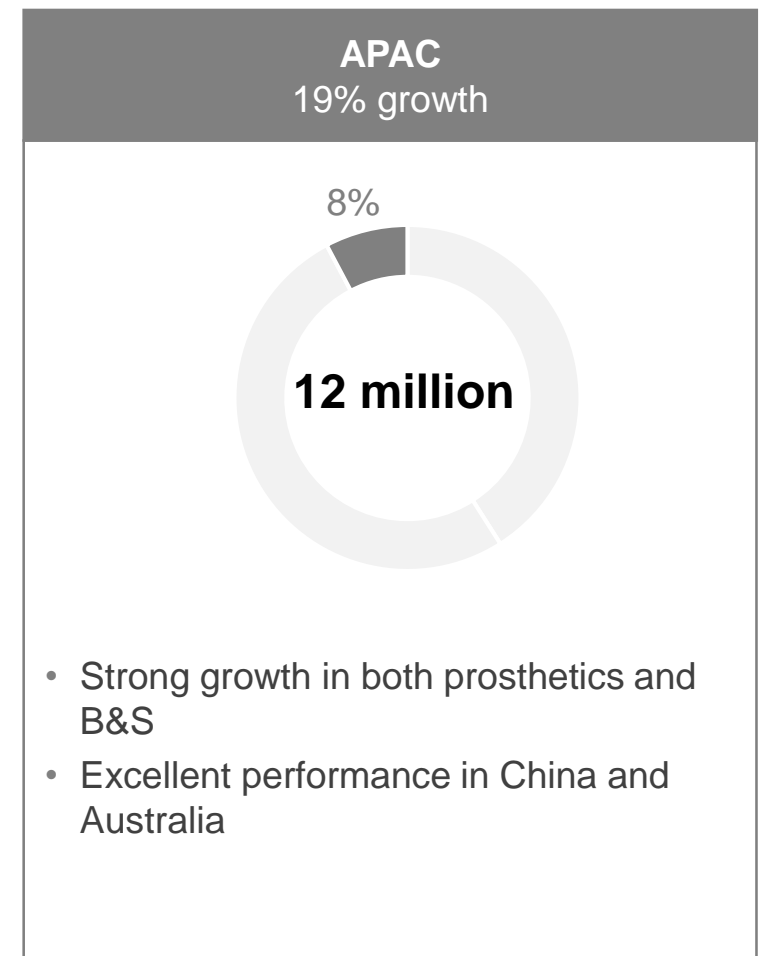 APAC
19% growth
8%
12 million
• Strong growth in both prosthetics and
B&S
• Excellent performance in China and
Australia